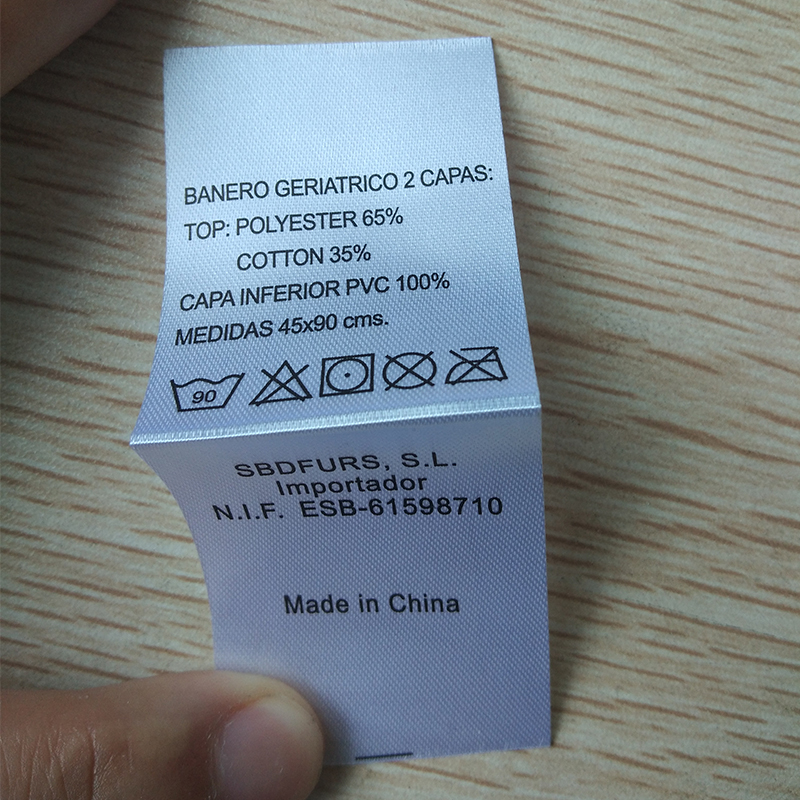 BANERO GERIATRICO 2 CAPAS:
TOP: POLYESTER 65%
COTTON 35%
CAPA INFERIOR PVC 100%
MEDIDAS 45x90 cms.
90
SBDFURS, S.L.
Importador
N.I.F. ESB-61598710
Made in China